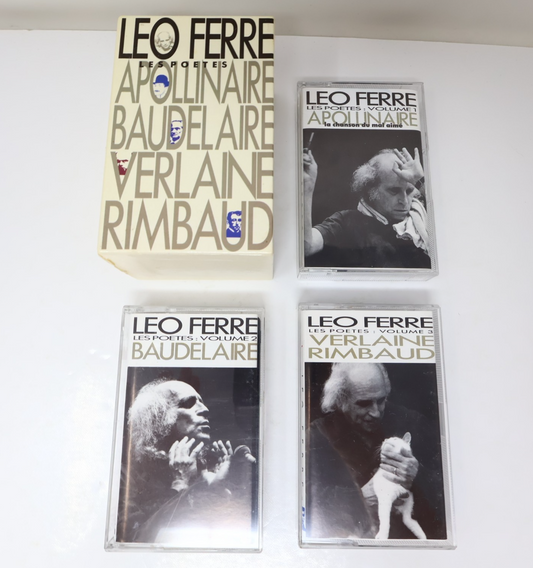 LEO FERRE
LES POETES
APOLLINAIRE
BAUDELAIRE
VERLAINE
RIMBAUD
LEO FERRE
LES POETES : VOLUME 1
APOLLINAIRE
la chanson du mal aimé
LEO FERRE
LES POETES : VOLUME 2
BAUDELAIRE
LEO FERRE
LES POETES : VOLUME 3
VERLAINE
RIMBAUD